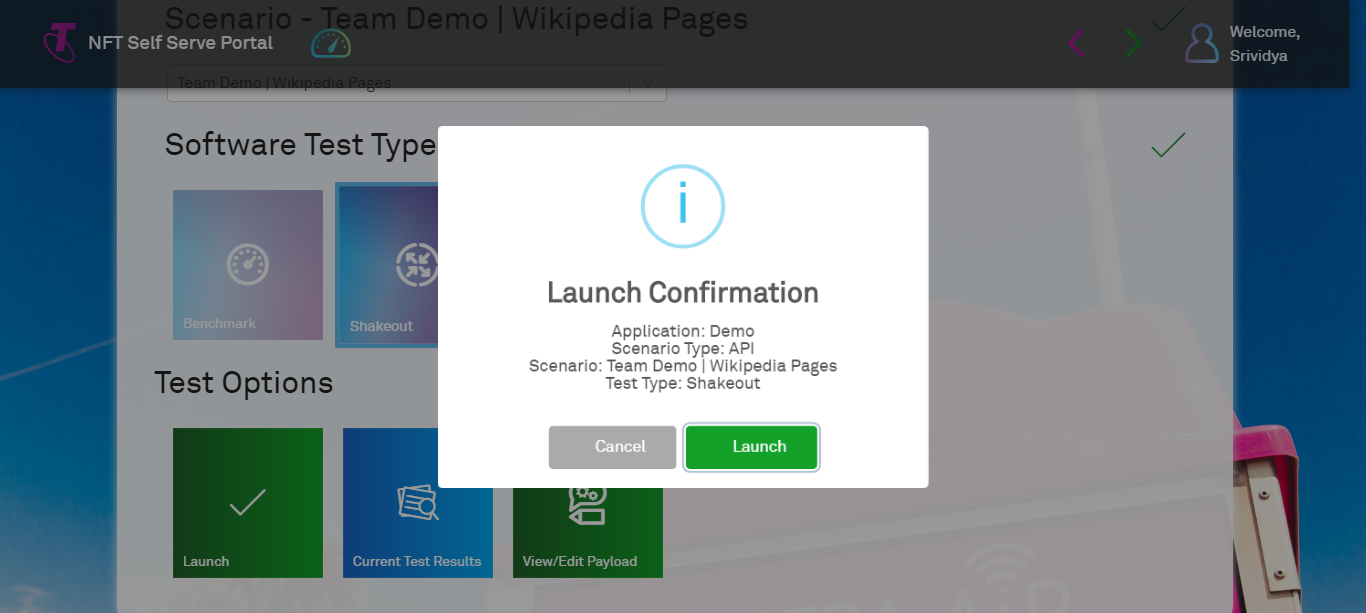 Scenario - Team Demo | Wikipedia Pages
NFT Self Serve Portal
Welcome,
Srividya
Team Demo | Wikipedia Pages
Software Test Type
Benchmark
Shakeout
Launch Confirmation
Application: Demo
Scenario Type: API
Scenario: Team Demo | Wikipedia Pages
Test Type: Shakeout
Cancel
Launch
Test Options
Launch
Current Test Results
View/Edit Payload